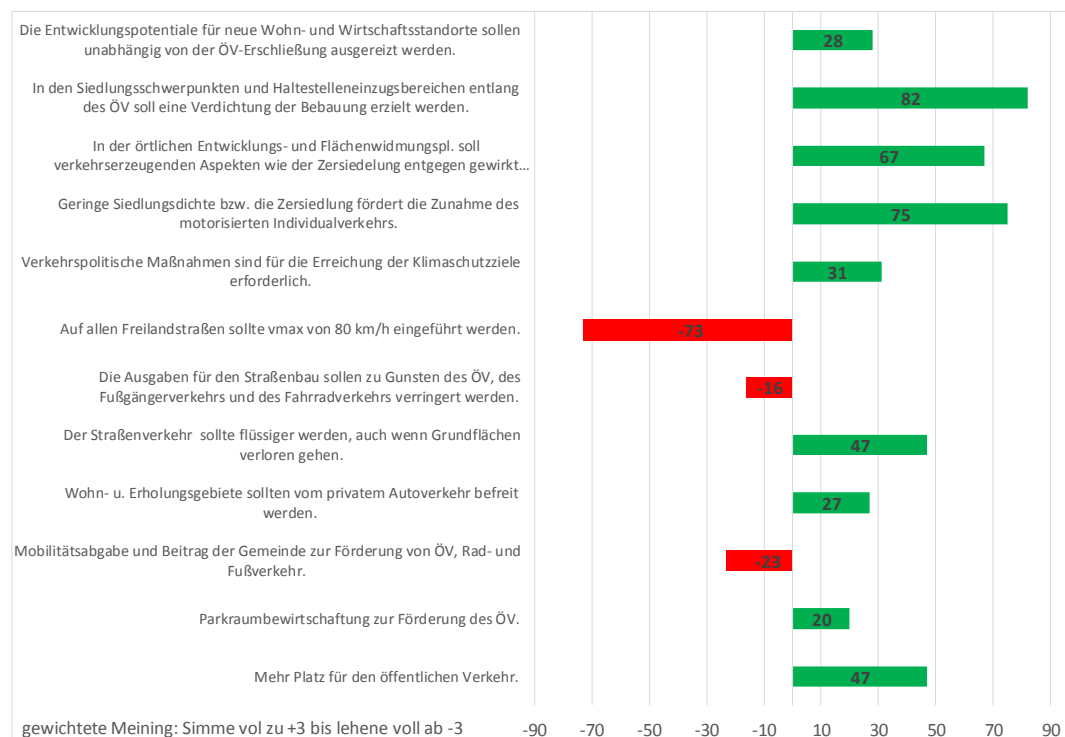 Die Entwicklungspotentiale für neue Wohn- und Wirtschaftsstandorte sollen
unabhängig von der ÖV-Erschließung ausgereizt werden.
28
In den Siedlungsschwerpunkten und Haltestelleneinzugsbereichen entlang
des ÖV soll eine Verdichtung der Bebauung erzielt werden.
82
In der örtlichen Entwicklungs- und Flächenwidmungspl. soll
verkehrserzeugenden Aspekten wie der Zersiedelung entgegen gewirkt...
67
Geringe Siedlungsdichte bzw. die Zersiedlung fördert die Zunahme des
motorisierten Individualverkehrs.
75
Verkehrspolitische Maßnahmen sind für die Erreichung der Klimaschutzziele
erforderlich.
31
Auf allen Freilandstraßen sollte vmax von 80 km/h eingeführt werden.
-73
Die Ausgaben für den Straßenbau sollen zu Gunsten des ÖV, des
Fußgängerverkehrs und des Fahrradverkehrs verringert werden.
-16
Der Straßenverkehr sollte flüssiger werden, auch wenn Grundflächen
verloren gehen.
47
Wohn- u. Erholungsgebiete sollten vom privatem Autoverkehr befreit
werden.
27
Mobilitätsabgabe und Beitrag der Gemeinde zur Förderung von ÖV, Rad- und
Fußverkehr.
-23
Parkraumbewirtschaftung zur Förderung des ÖV.
20
Mehr Platz für den öffentlichen Verkehr.
47
gewichtete Meining: Simme vol zu +3 bis lehene voll ab -3
-90 -70 -50 -30 -10 10 30 50 70 90